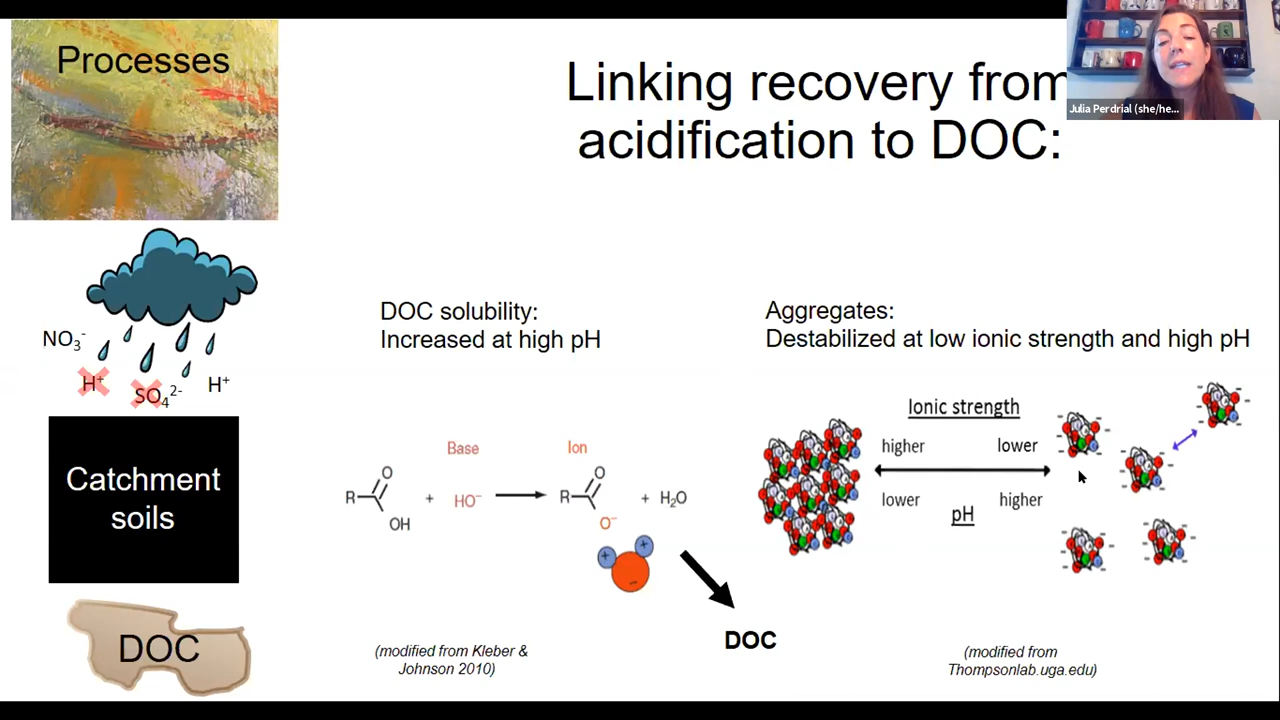 Processes
Linking recovery from
acidification to DOC:
Julia Perdrial (she/he...
DOC solubility:
Increased at high pH
Aggregates:
Destabilized at low ionic strength and high pH
NO₃⁻
H⁺
SO₄²⁻
H⁺
Catchment
soils
DOC
Base
Ion
R
O
OH
+
HO⁻
R
O
O⁻
+ H₂O
+
+
-
DOC
Ionic strength
higher
lower
lower
higher
pH
(modified from Kleber &
Johnson 2010)
(modified from
Thompsonlab.uga.edu)